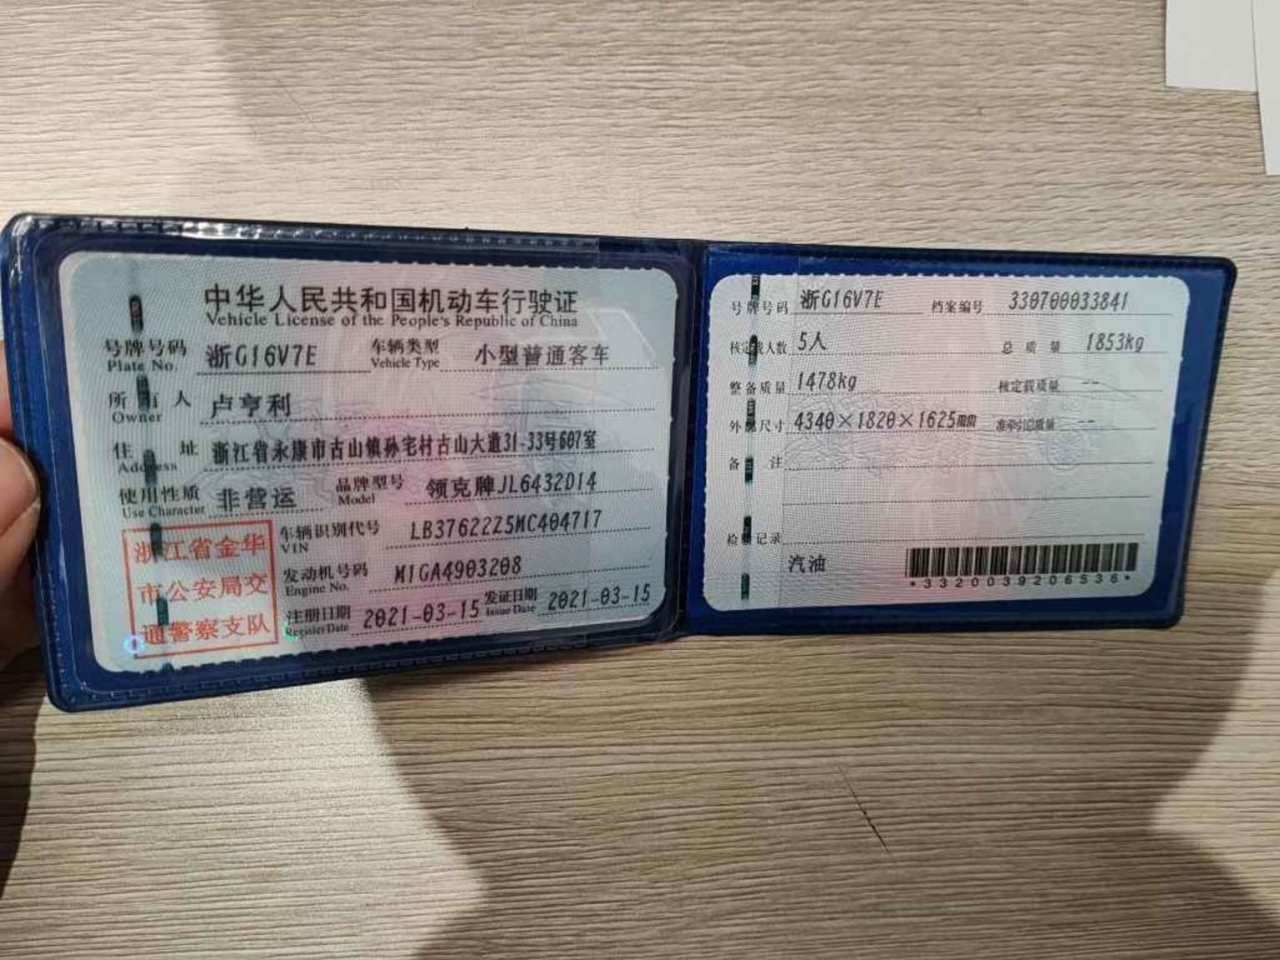 中华人民共和国机动车行驶证
Vehicle License of the People's Republic of China
号牌号码 浙G16V7E 车辆类型 小型普通客车
Plate No. Vehicle Type
所有人 卢亨利
Owner
住址 浙江省永康市古山镇孙宅村古山大道31-33号607室
Address
使用性质 非营运 品牌型号 领克牌JL6432D14
Use Character Model
车辆识别代号 LB37622Z5MC404717
VIN
发动机号码 M1GA4903208
Engine No.
注册日期 2021-03-15 发证日期 2021-03-15
Register Date Issue Date
浙江省金华
市公安局交
通警察支队
号牌号码 浙G16V7E 档案编号 330700033841
核定载人数 5人 总质量 1853kg
整备质量 1478kg 核定载质量 --
外廓尺寸 4340×1820×1625mm 准牵引总质量 --
备注
检验记录
汽油
*3320039206536*